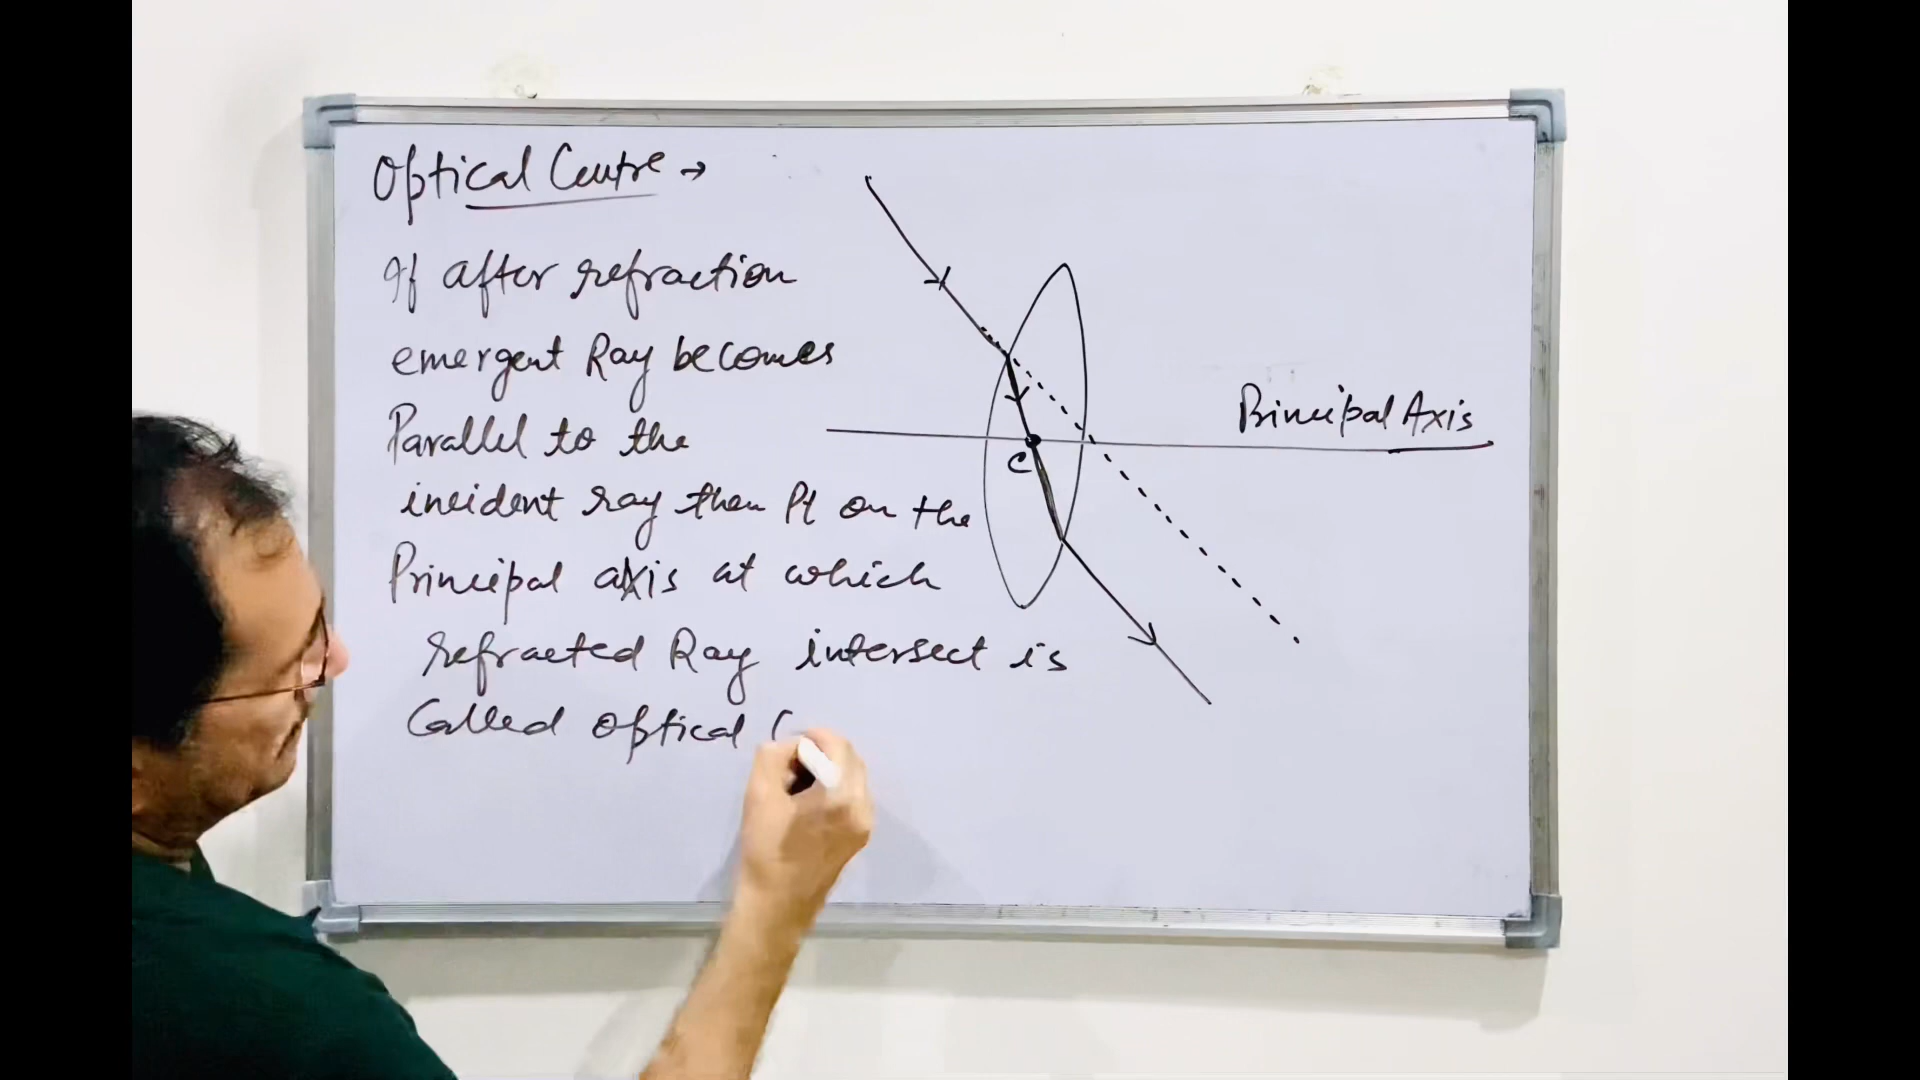 Optical Centre →
If after refraction
emergent Ray becomes
Parallel to the
incident ray then Pt on the
Principal axis at which
refracted Ray intersect is
Called optical C
Principal Axis
C